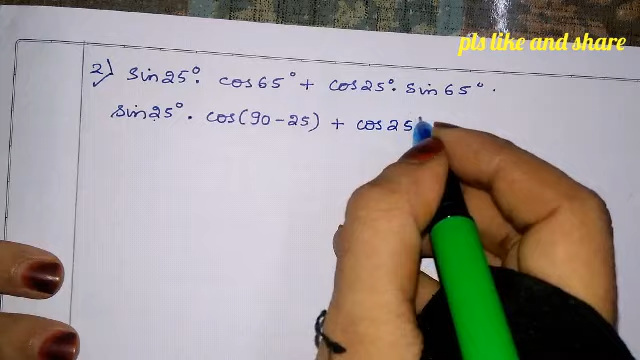 pls like and share
2) sin25°. cos65° + cos25°. sin65°.
sin25°. cos(90-25) + cos25